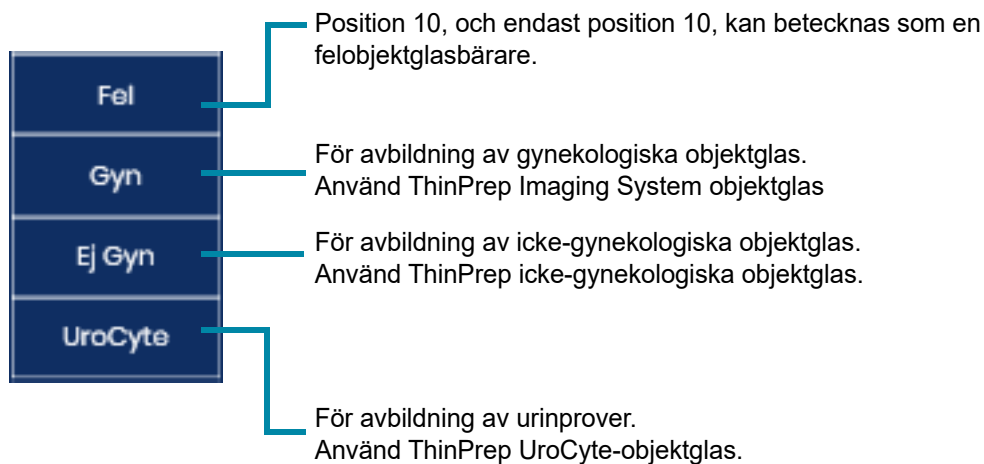 Position 10, och endast position 10, kan betecknas som en
felobjektglasbärare.
Fel
För avbildning av gynekologiska objektglas.
Gyn
Använd ThinPrep Imaging System objektglas
För avbildning av icke-gynekologiska objektglas.
Ej Gyn
Använd ThinPrep icke-gynekologiska objektglas.
UroCyte
För avbildning av urinprover.
Använd ThinPrep UroCyte-objektglas.